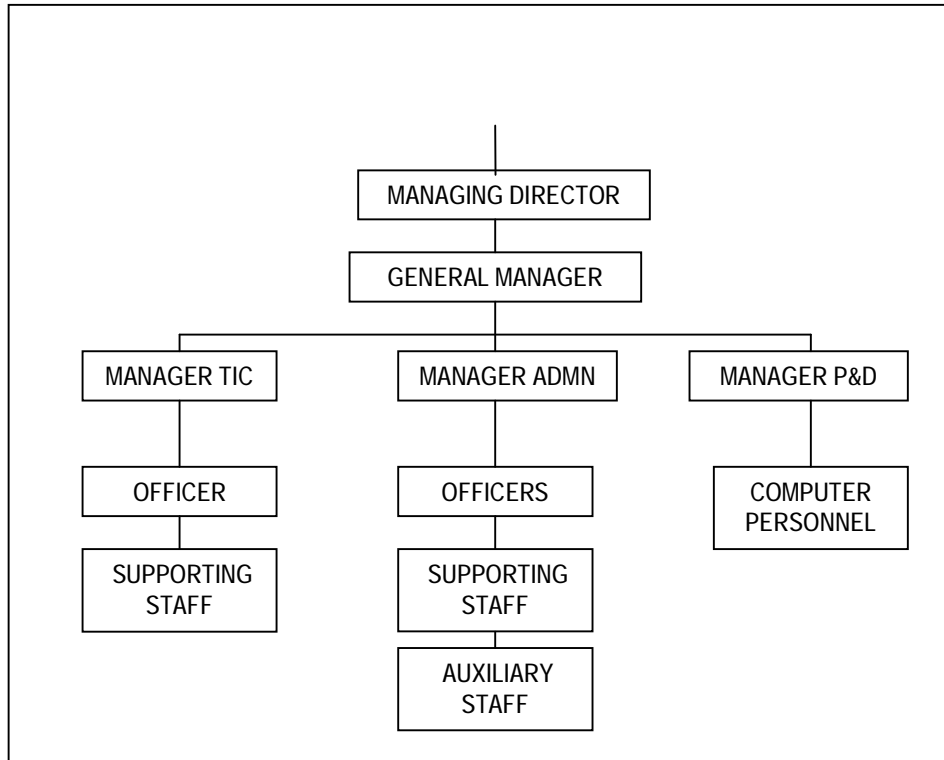 MANAGING DIRECTOR
GENERAL MANAGER
MANAGER TIC
MANAGER ADMN
MANAGER P&D
OFFICER
OFFICERS
COMPUTER
PERSONNEL
SUPPORTING
STAFF
SUPPORTING
STAFF
AUXILIARY
STAFF